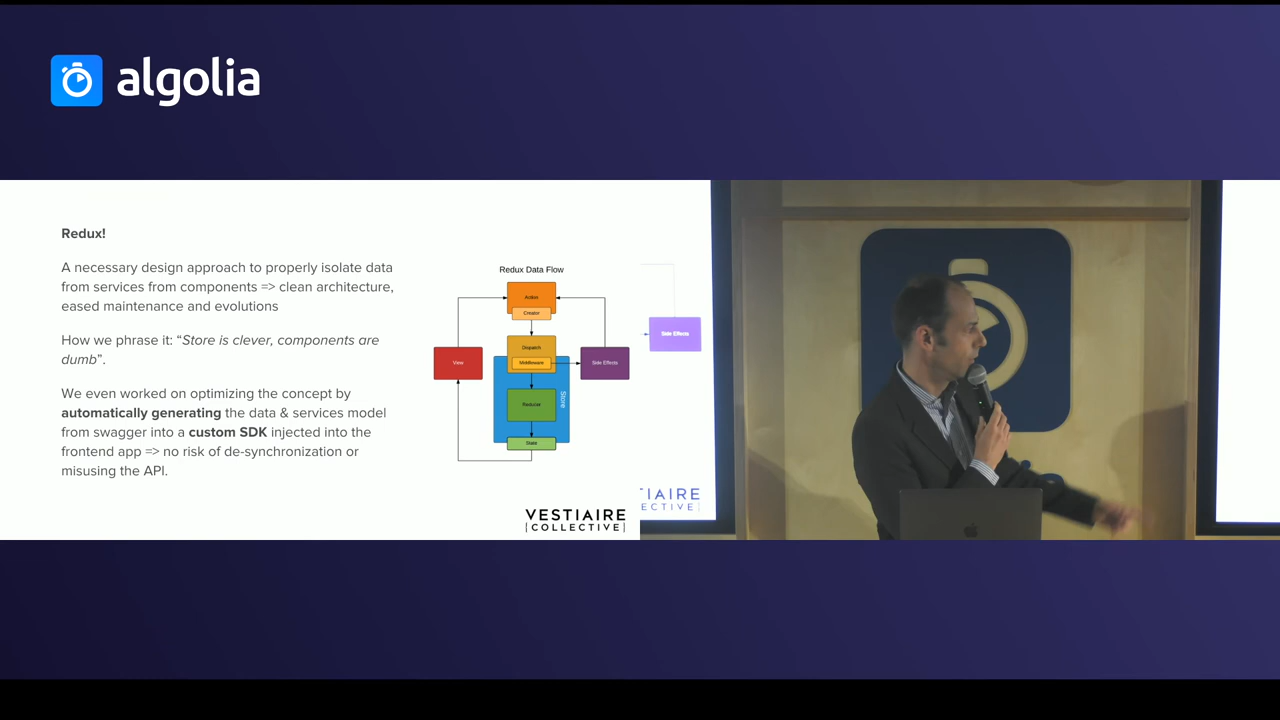 algolia
Redux!
A necessary design approach to properly isolate data
from services from components => clean architecture,
eased maintenance and evolutions
How we phrase it: “Store is clever, components are
dumb”.
We even worked on optimizing the concept by
automatically generating the data & services model
from swagger into a custom SDK injected into the
frontend app => no risk of de-synchronization or
misusing the API.
Redux Data Flow
Action
Creator
Dispatch
Middleware
View
Side Effects
Store
Reducer
State
VESTIAIRE
[COLLECTIVE]
Side Effects
TIAIRE
ECTIVE]